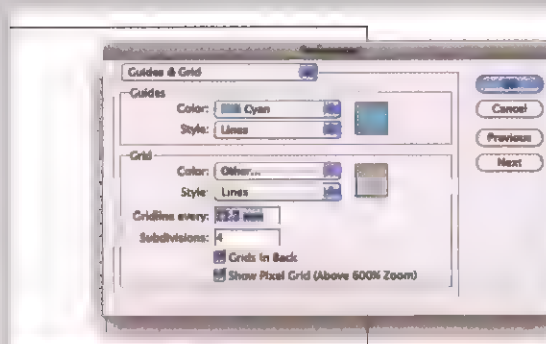 Guides & Grid
Guides
Color: Cyan
Style: Lines
Grid
Color: Other...
Style: Lines
Gridline every: mm
Subdivisions: 4
Grids In Back
Show Pixel Grid (Above 600% Zoom)
Cancel
Previous
Next